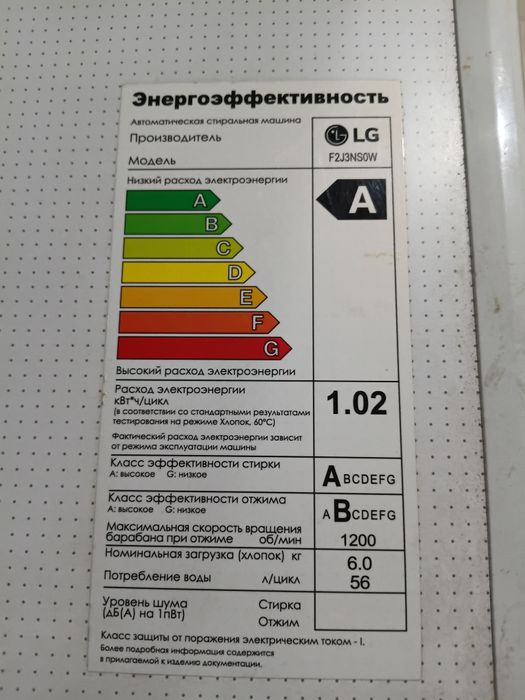 Энергоэффективность
Автоматическая стиральная машина
Производитель LG
Модель F2J3NS0W
Низкий расход электроэнергии
A A
B
C
D
E
F
G
Высокий расход электроэнергии
Расход электроэнергии
кВт*ч/цикл 1.02
(в соответствии со стандартными результатами
тестирования на режиме Хлопок, 60°С)
Фактический расход электроэнергии зависит
от режима эксплуатации машины
Класс эффективности стирки
A: высокое G: низкое ABCDEFG
Класс эффективности отжима
A: высокое G: низкое ABCDEFG
Максимальная скорость вращения
барабана при отжиме об/мин 1200
Номинальная загрузка (хлопок) кг 6.0
Потребление воды л/цикл 56
Уровень шума Стирка
(дБ(А) на 1пВт) Отжим
Класс защиты от поражения электрическим током - I.
Более подробная информация содержится
в прилагаемой к изделию документации.